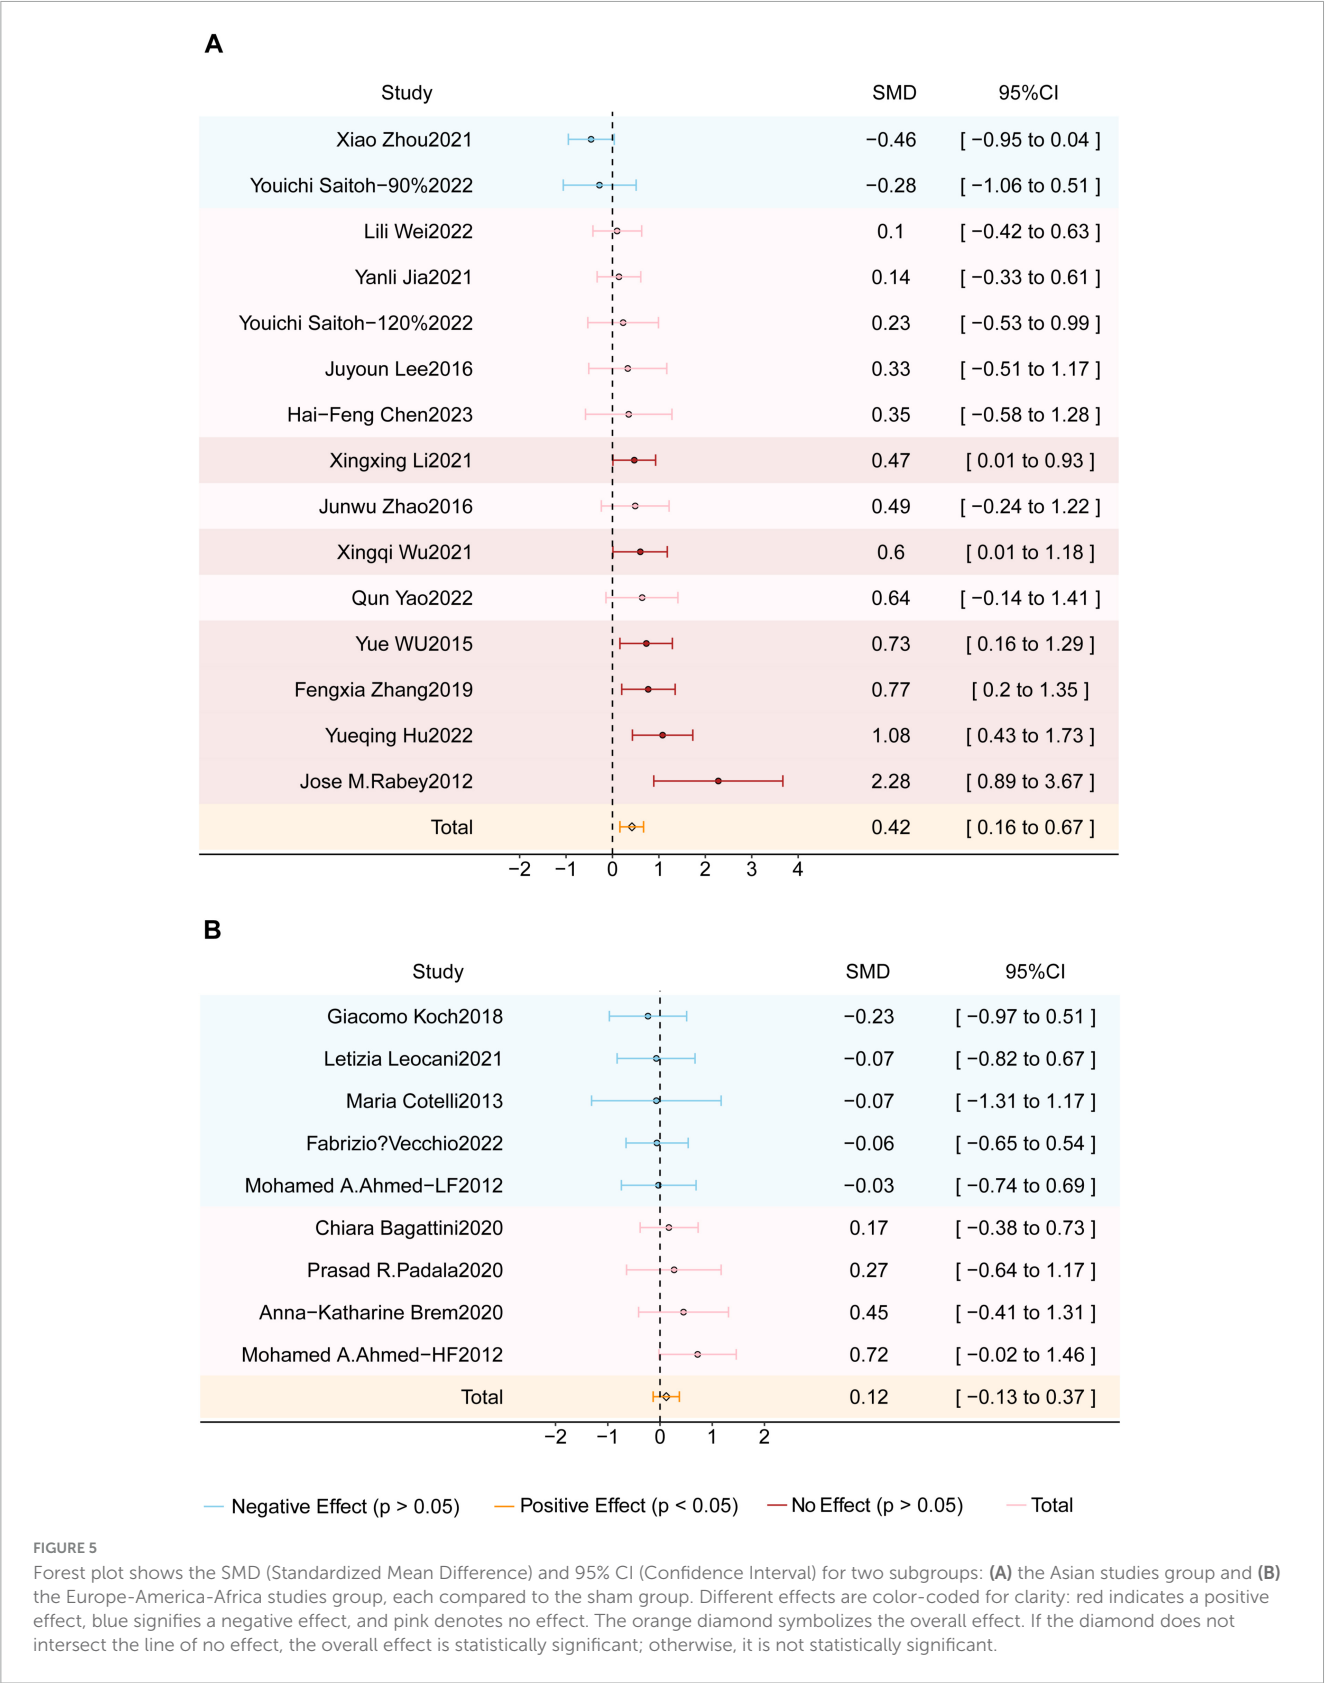 A
Study SMD 95%CI
Xiao Zhou2021 −0.46 [ −0.95 to 0.04 ]
Youichi Saitoh−90%2022 −0.28 [ −1.06 to 0.51 ]
Lili Wei2022 0.1 [ −0.42 to 0.63 ]
Yanli Jia2021 0.14 [ −0.33 to 0.61 ]
Youichi Saitoh−120%2022 0.23 [ −0.53 to 0.99 ]
Juyoun Lee2016 0.33 [ −0.51 to 1.17 ]
Hai−Feng Chen2023 0.35 [ −0.58 to 1.28 ]
Xingxing Li2021 0.47 [ 0.01 to 0.93 ]
Junwu Zhao2016 0.49 [ −0.24 to 1.22 ]
Xingqi Wu2021 0.6 [ 0.01 to 1.18 ]
Qun Yao2022 0.64 [ −0.14 to 1.41 ]
Yue WU2015 0.73 [ 0.16 to 1.29 ]
Fengxia Zhang2019 0.77 [ 0.2 to 1.35 ]
Yueqing Hu2022 1.08 [ 0.43 to 1.73 ]
Jose M.Rabey2012 2.28 [ 0.89 to 3.67 ]
Total 0.42 [ 0.16 to 0.67 ]
−2 −1 0 1 2 3 4
B
Study SMD 95%CI
Giacomo Koch2018 −0.23 [ −0.97 to 0.51 ]
Letizia Leocani2021 −0.07 [ −0.82 to 0.67 ]
Maria Cotelli2013 −0.07 [ −1.31 to 1.17 ]
Fabrizio?Vecchio2022 −0.06 [ −0.65 to 0.54 ]
Mohamed A.Ahmed−LF2012 −0.03 [ −0.74 to 0.69 ]
Chiara Bagattini2020 0.17 [ −0.38 to 0.73 ]
Prasad R.Padala2020 0.27 [ −0.64 to 1.17 ]
Anna−Katharine Brem2020 0.45 [ −0.41 to 1.31 ]
Mohamed A.Ahmed−HF2012 0.72 [ −0.02 to 1.46 ]
Total 0.12 [ −0.13 to 0.37 ]
−2 −1 0 1 2
Negative Effect (p > 0.05) Positive Effect (p < 0.05) No Effect (p > 0.05) Total
FIGURE 5
Forest plot shows the SMD (Standardized Mean Difference) and 95% CI (Confidence Interval) for two subgroups: (A) the Asian studies group and (B)
the Europe-America-Africa studies group, each compared to the sham group. Different effects are color-coded for clarity: red indicates a positive
effect, blue signifies a negative effect, and pink denotes no effect. The orange diamond symbolizes the overall effect. If the diamond does not
intersect the line of no effect, the overall effect is statistically significant; otherwise, it is not statistically significant.